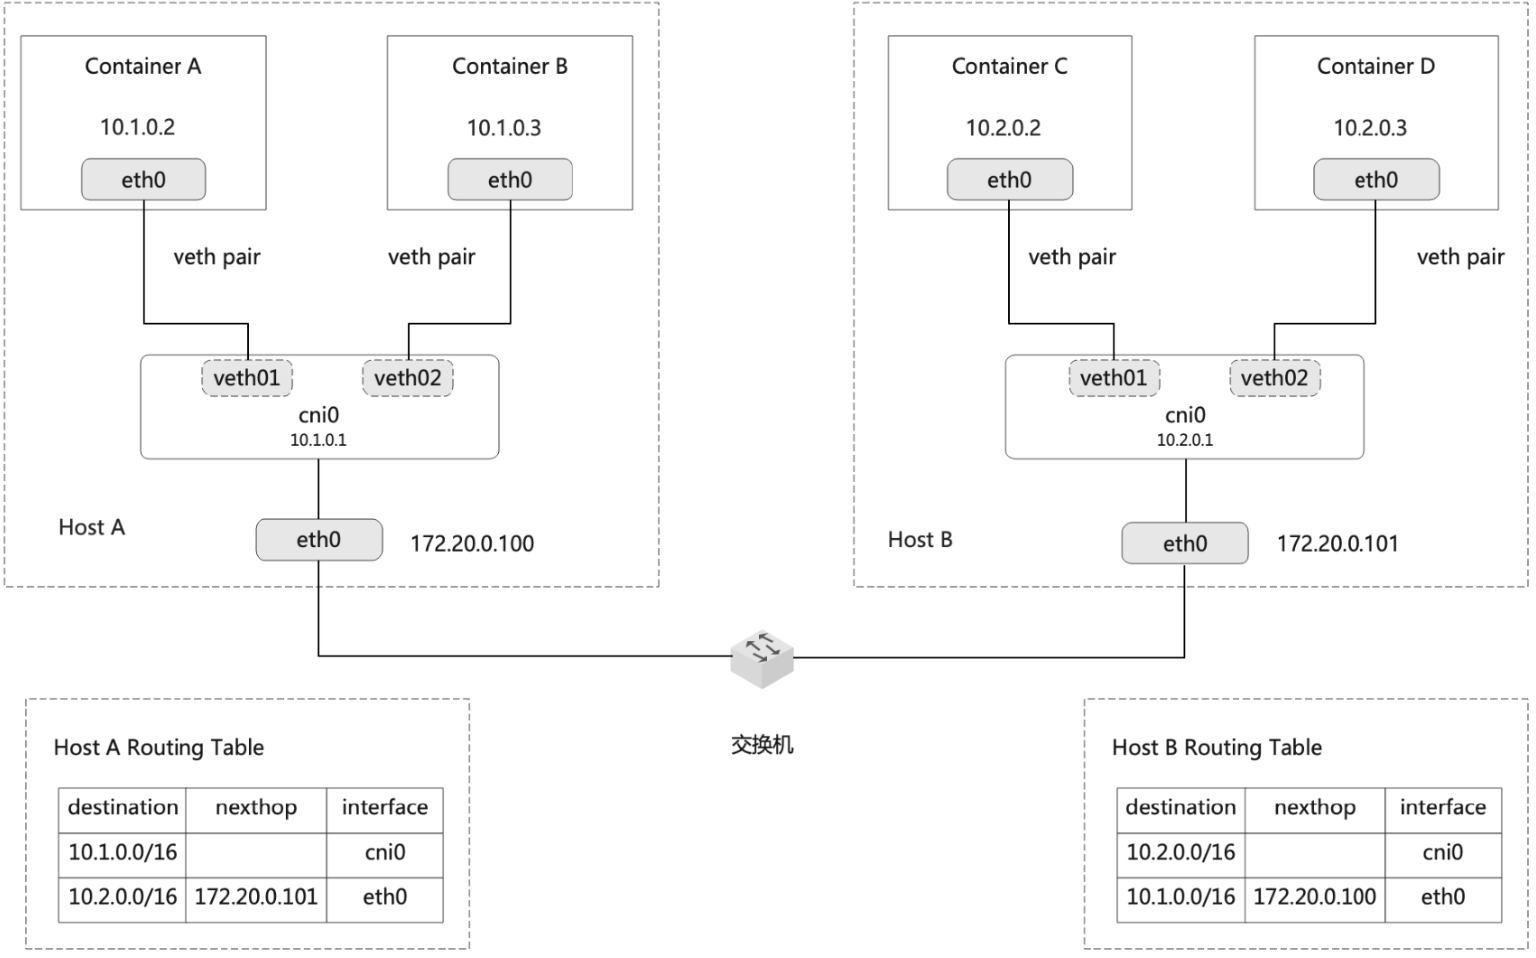 Container A
10.1.0.2
eth0
Container B
10.1.0.3
eth0
veth pair
veth pair
veth01
veth02
cni0
10.1.0.1
Host A
eth0
172.20.0.100
Container C
10.2.0.2
eth0
Container D
10.2.0.3
eth0
veth pair
veth pair
veth01
veth02
cni0
10.2.0.1
Host B
eth0
172.20.0.101
交换机
Host A Routing Table
destination nexthop interface
10.1.0.0/16 cni0
10.2.0.0/16 172.20.0.101 eth0
Host B Routing Table
destination nexthop interface
10.2.0.0/16 cni0
10.1.0.0/16 172.20.0.100 eth0